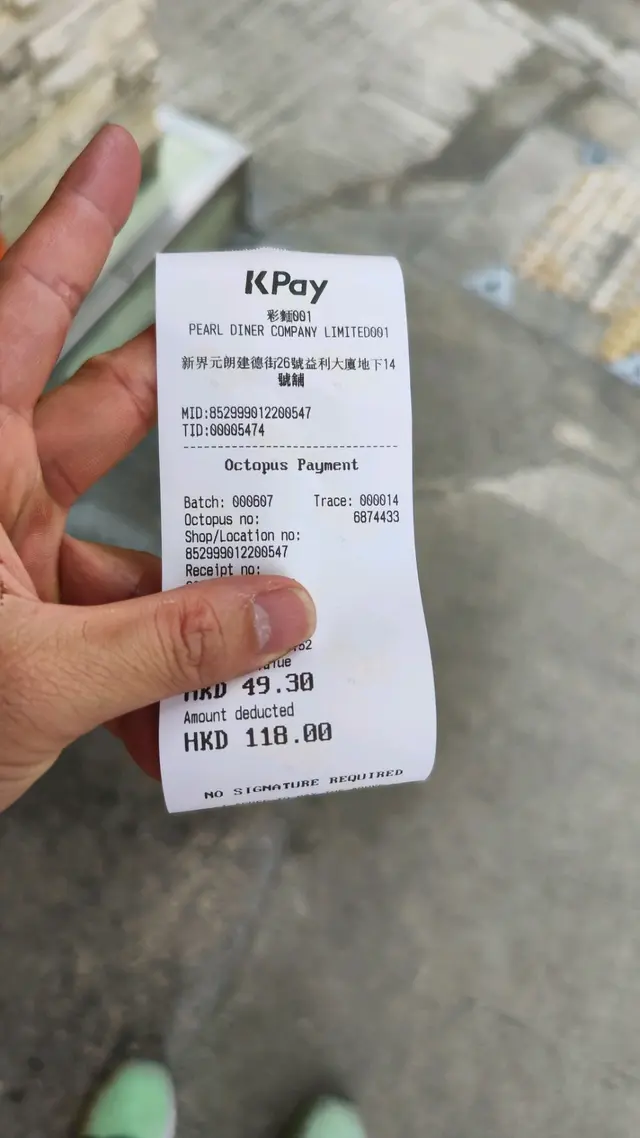 KPay
彩麵001
PEARL DINER COMPANY LIMITED001
新界元朗建德街26號益利大廈地下14
號舖
MID:852999012200547
TID:00005474
Octopus Payment
Batch: 000607 Trace: 000014
Octopus no: 6874433
Shop/Location no:
852999012200547
Receipt no:
HKD 49.30
Amount deducted
HKD 118.00
NO SIGNATURE REQUIRED